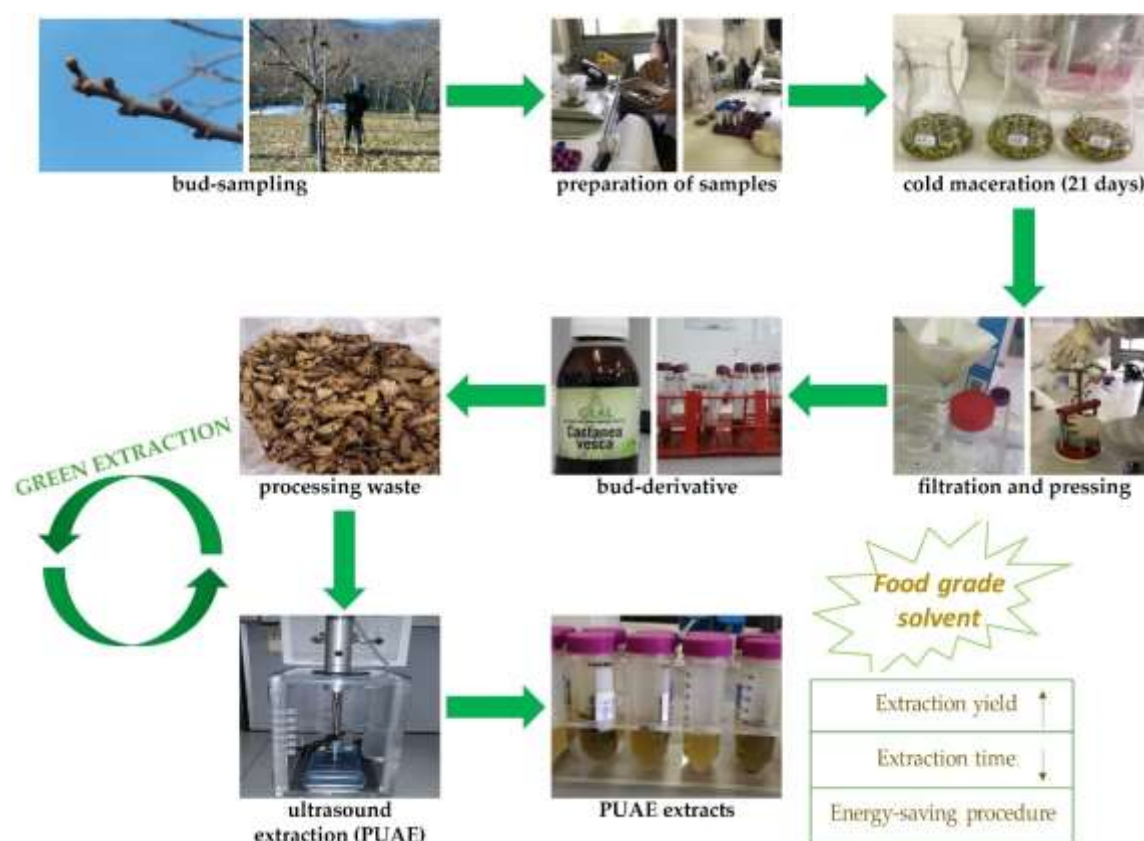 bud-sampling
preparation of samples
cold maceration (21 days)
GREEN EXTRACTION
processing waste
Castanea
vesca
bud-derivative
filtration and pressing
ultrasound
extraction (PUAE)
PUAE extracts
Food grade
solvent
Extraction yield
Extraction time
Energy-saving procedure